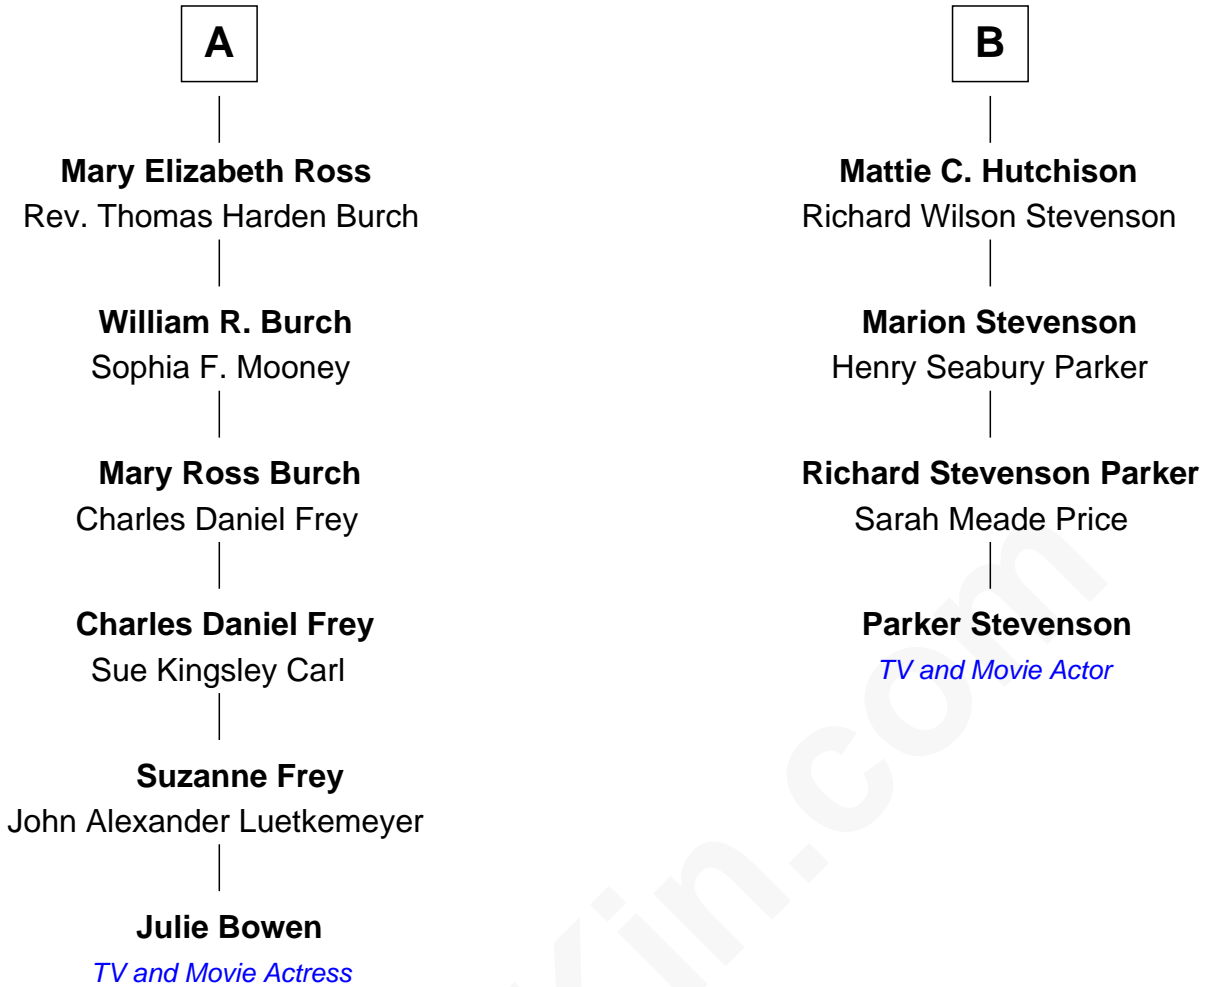 A
Mary Elizabeth Ross
Rev. Thomas Harden Burch
William R. Burch
Sophia F. Mooney
Mary Ross Burch
Charles Daniel Frey
Charles Daniel Frey
Sue Kingsley Carl
Suzanne Frey
John Alexander Luetkemeyer
Julie Bowen
TV and Movie Actress
B
Mattie C. Hutchison
Richard Wilson Stevenson
Marion Stevenson
Henry Seabury Parker
Richard Stevenson Parker
Sarah Meade Price
Parker Stevenson
TV and Movie Actor
Kin.com